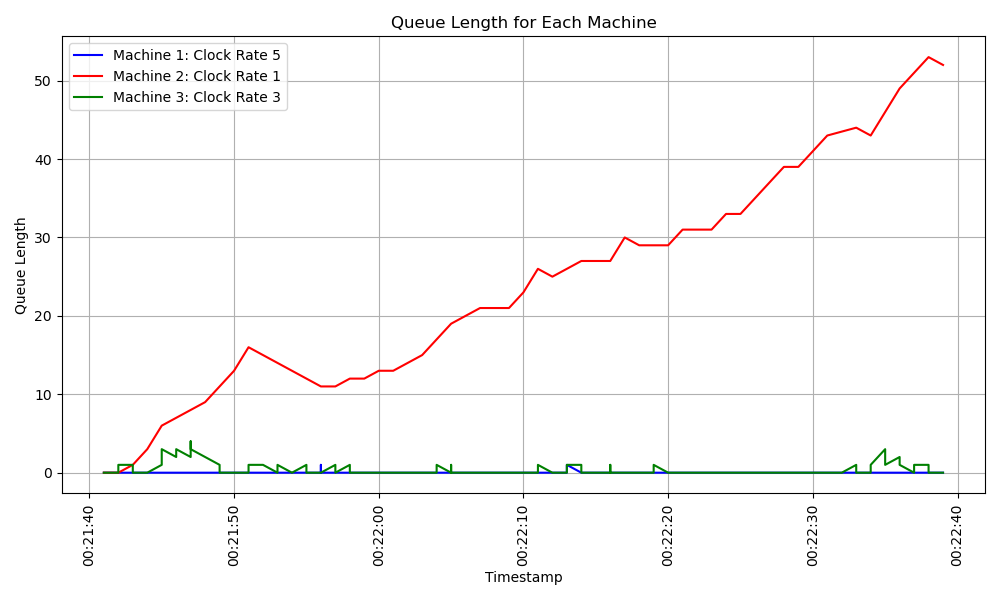 Queue Length for Each Machine
Machine 1: Clock Rate 5
Machine 2: Clock Rate 1
Machine 3: Clock Rate 3
Queue Length
50
40
30
20
10
0
00:21:40
00:21:50
00:22:00
00:22:10
00:22:20
00:22:30
00:22:40
Timestamp